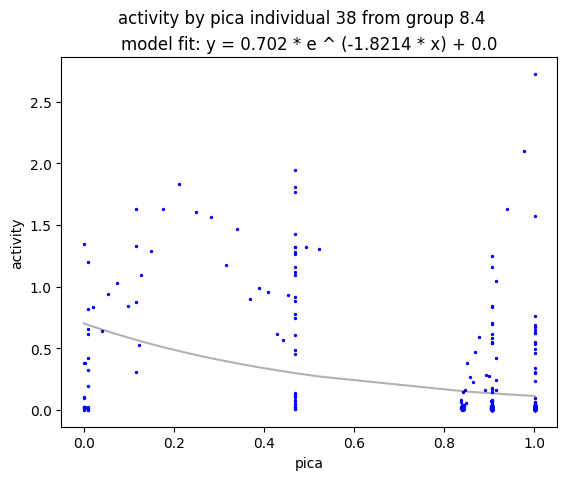 activity by pica individual 38 from group 8.4
model fit: y = 0.702 * e ^ (-1.8214 * x) + 0.0
2.5
2.0
1.5
1.0
0.5
0.0
activity
0.0 0.2 0.4 0.6 0.8 1.0
pica